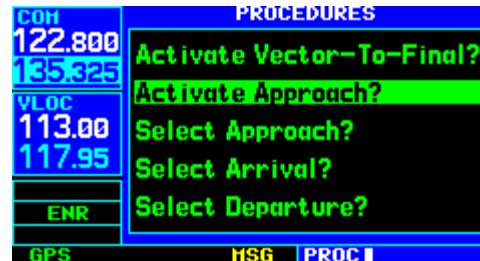 COM
122.800
135.325
VLOC
113.00
117.95
ENR
PROCEDURES
Activate Vector-To-Final?
Activate Approach?
Select Approach?
Select Arrival?
Select Departure?
GPS MSG PROC